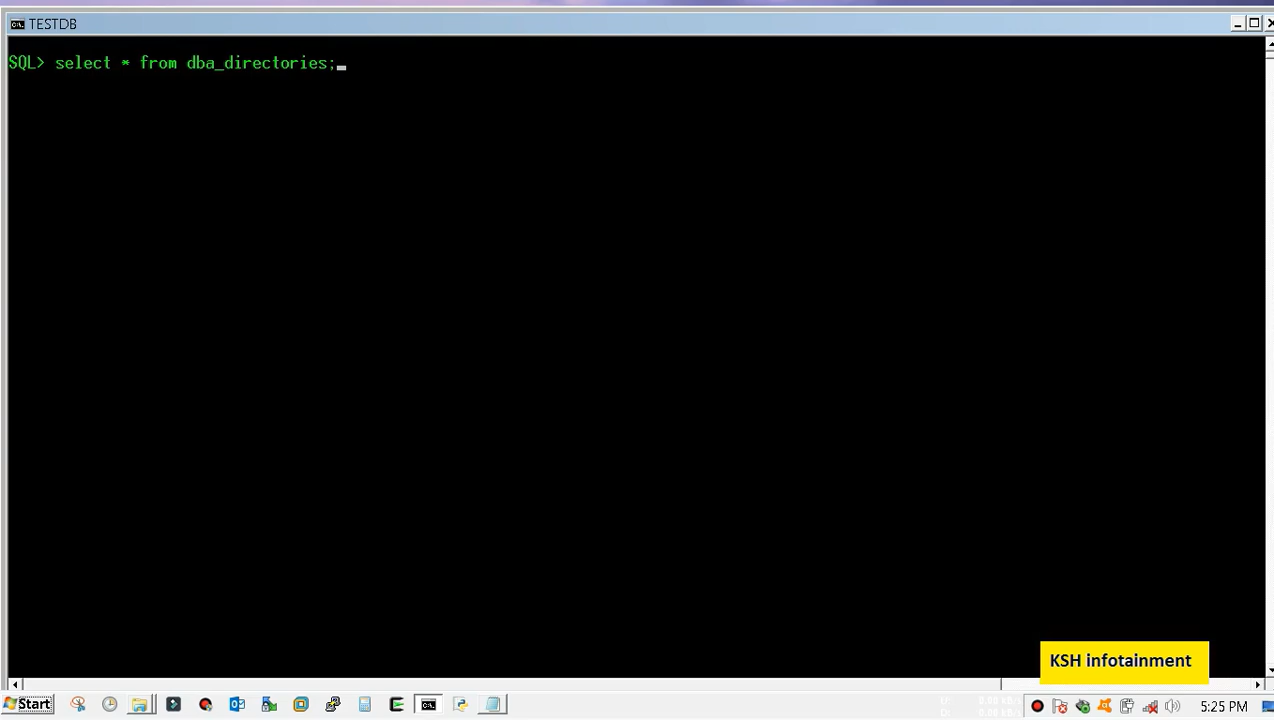 TESTDB
SQL> select * from dba_directories;
KSH infotainment
Start
5:25 PM